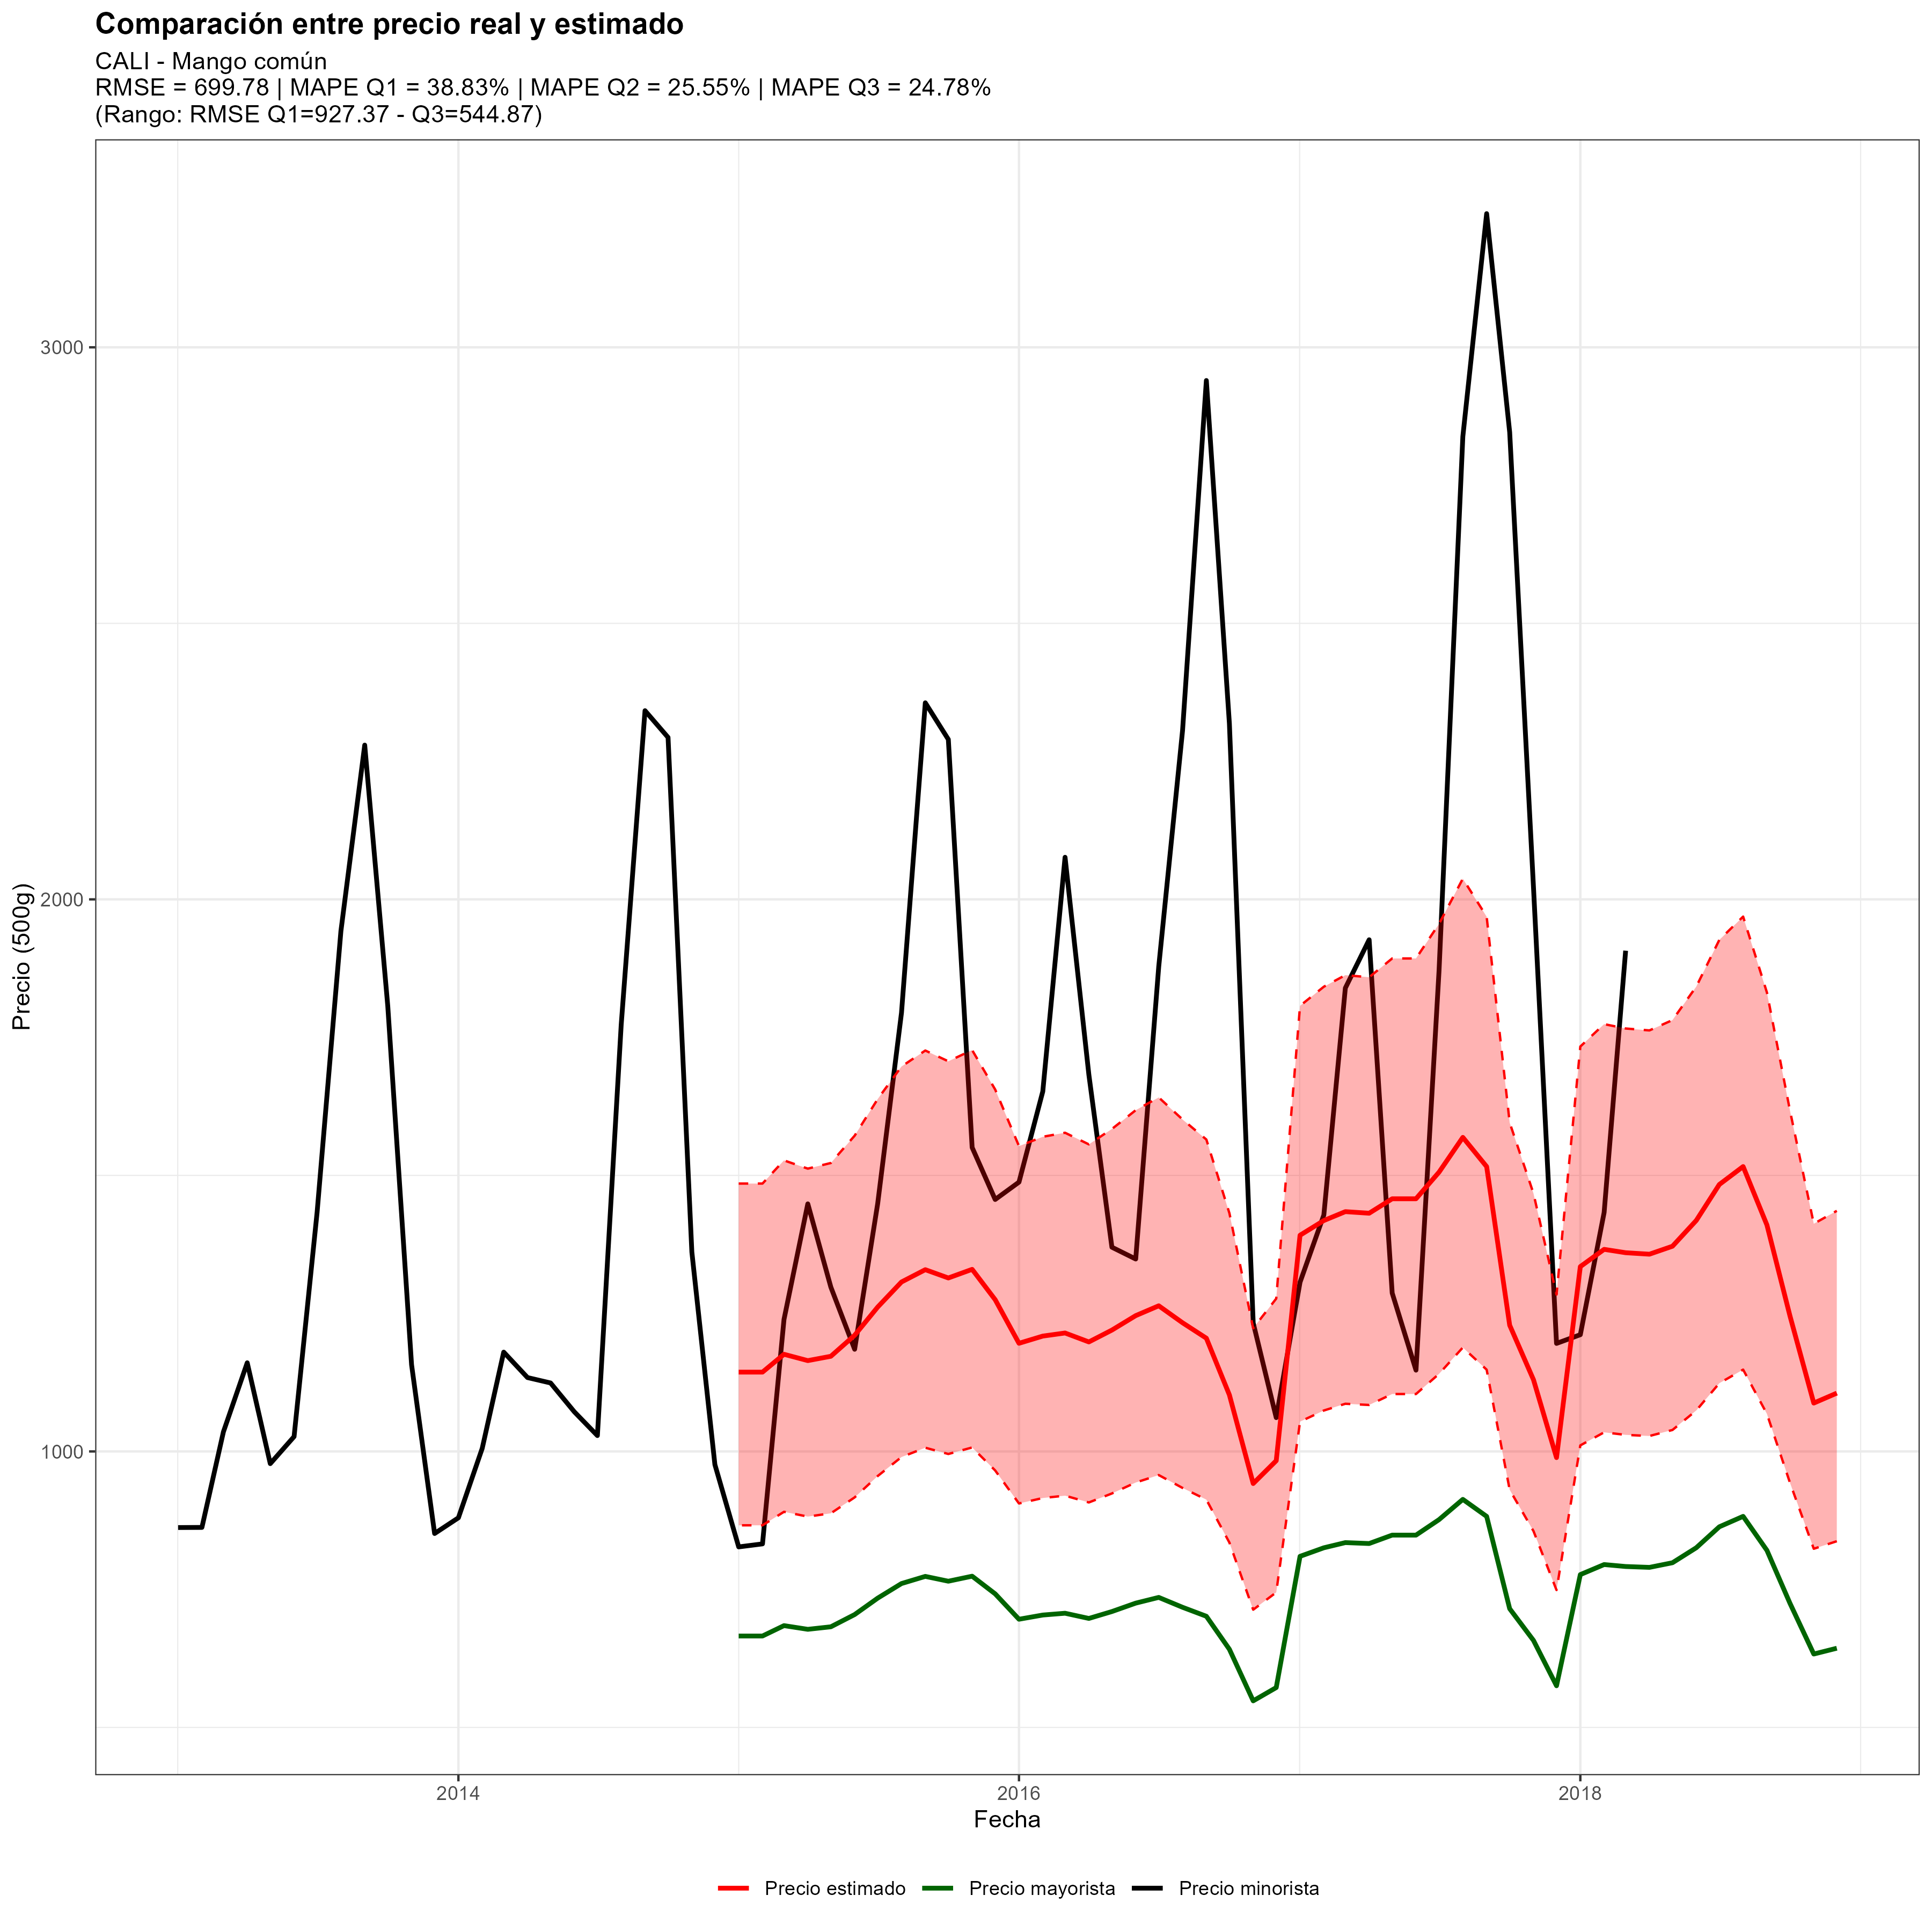 Comparación entre precio real y estimado
CALI - Mango común
RMSE = 699.78 | MAPE Q1 = 38.83% | MAPE Q2 = 25.55% | MAPE Q3 = 24.78%
(Rango: RMSE Q1=927.37 - Q3=544.87)
Precio (500g)
3000
2000
1000
2014
2016
2018
Fecha
Precio estimado
Precio mayorista
Precio minorista